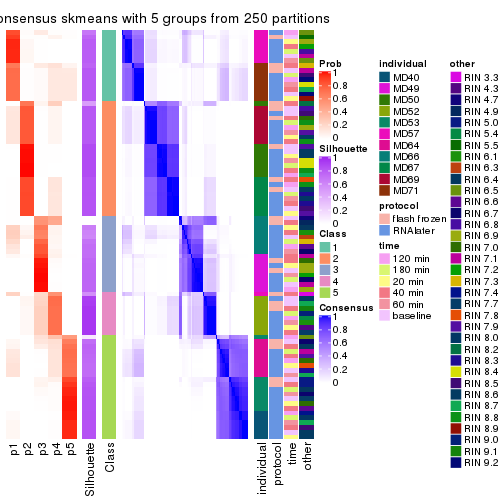 onsensus skmeans with 5 groups from 250 partitions
Prob
1
0.8
0.6
0.4
0.2
0
Silhouette
1
0.8
0.6
0.4
0.2
0
Class
1
2
3
4
5
Consensus
1
0.8
0.6
0.4
0.2
0
individual
MD40
MD49
MD50
MD52
MD53
MD57
MD64
MD66
MD67
MD69
MD71
protocol
flash frozen
RNAlater
time
120 min
180 min
20 min
40 min
60 min
baseline
other
RIN 3.3
RIN 4.3
RIN 4.7
RIN 4.9
RIN 5.0
RIN 5.4
RIN 5.5
RIN 6.1
RIN 6.3
RIN 6.4
RIN 6.5
RIN 6.6
RIN 6.7
RIN 6.8
RIN 6.9
RIN 7.0
RIN 7.1
RIN 7.2
RIN 7.3
RIN 7.4
RIN 7.7
RIN 7.8
RIN 7.9
RIN 8.0
RIN 8.2
RIN 8.3
RIN 8.4
RIN 8.5
RIN 8.6
RIN 8.7
RIN 8.8
RIN 8.9
RIN 9.0
RIN 9.1
RIN 9.2
p1
p2
p3
p4
p5
Silhouette
Class
individual
protocol
time
other